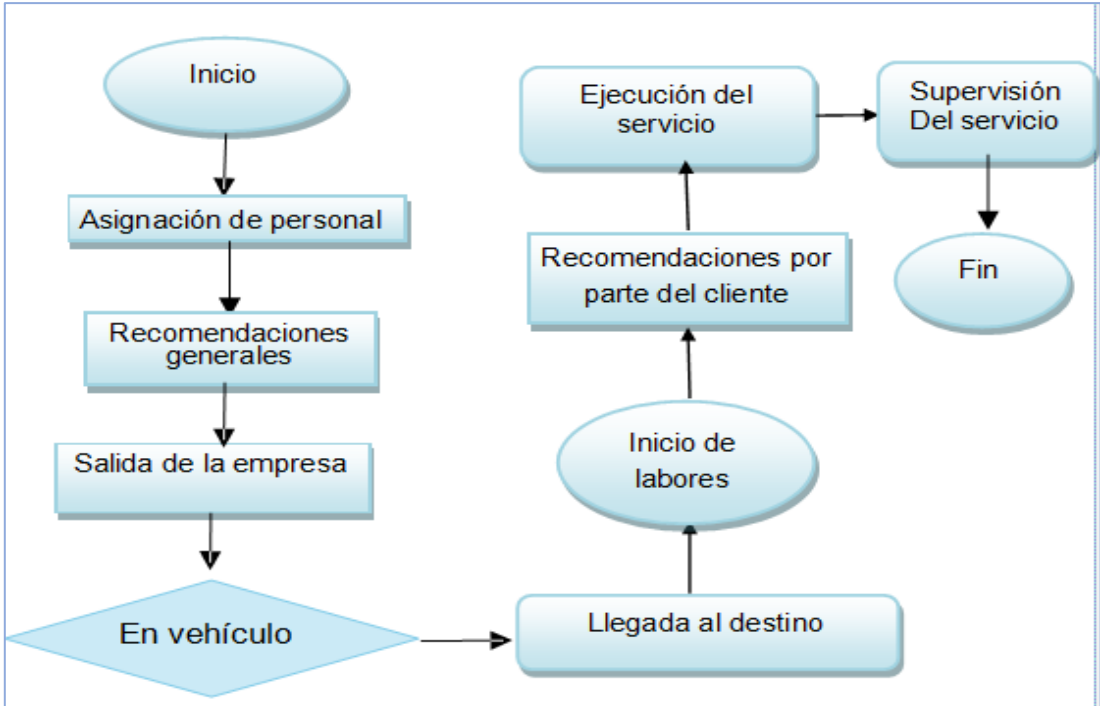 Inicio
Asignación de personal
Recomendaciones
generales
Salida de la empresa
En vehículo
Llegada al destino
Inicio de
labores
Recomendaciones por
parte del cliente
Ejecución del
servicio
Supervisión
Del servicio
Fin